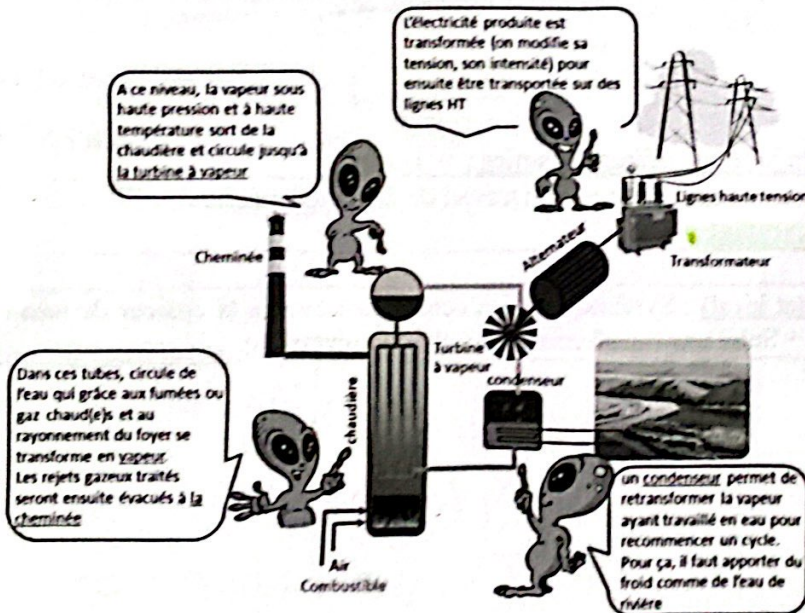 L'électricité produite est
transformée (on modifie sa
tension, son intensité) pour
ensuite être transportée sur des
lignes HT
A ce niveau, la vapeur sous
haute pression et à haute
température sort de la
chaudière et circule jusqu'à
la turbine à vapeur
Lignes haute tension
Transformateur
Alternateur
Cheminée
Turbine
à vapeur
condenseur
chaudière
Dans ces tubes, circule de
l'eau qui grâce aux fumées ou
gaz chaud(e)s et au
rayonnement du foyer se
transforme en vapeur.
Les rejets gazeux traités
seront ensuite évacués à la
cheminée
Air
Combustible
un condenseur permet de
retransformer la vapeur
ayant travaillé en eau pour
recommencer un cycle.
Pour ça, il faut apporter du
froid comme de l'eau de
rivière